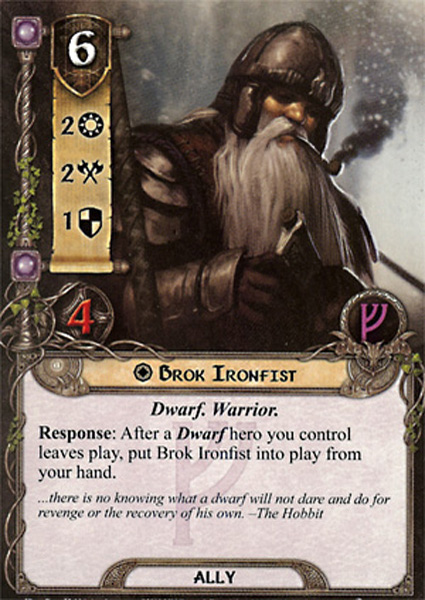 6
2
2
1
4
Brok Ironfist
Dwarf. Warrior.
Response: After a Dwarf hero you control
leaves play, put Brok Ironfist into play from
your hand.
...there is no knowing what a dwarf will not dare and do for
revenge or the recovery of his own. –The Hobbit
Ally